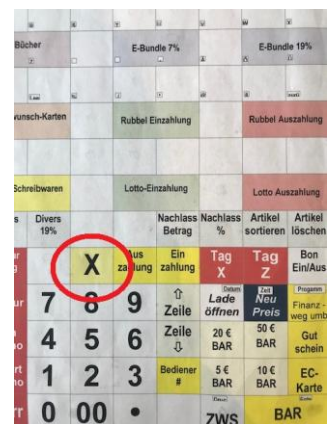 Bücher E-Bundle 7% E-Bundle 19%
wunsch-Karten Rubbel Einzahlung Rubbel Auszahlung
Schreibwaren Lotto-Einzahlung Lotto Auszahlung
Divers 19% Nachlass Betrag Nachlass % Artikel sortieren Artikel löschen
X Aus zahlung Ein zahlung Tag X Tag Z Bon Ein/Aus
Datum Zeit Progamm
7 8 9 ⇧ Zeile Lade öffnen Neu Preis Finanz - weg umb
4 5 6 Zeile ⇩ 20 € BAR 50 € BAR Gut schein
1 2 3 Bediener # 5 € BAR 10 € BAR EC-Karte
0 00 • ZWS BAR